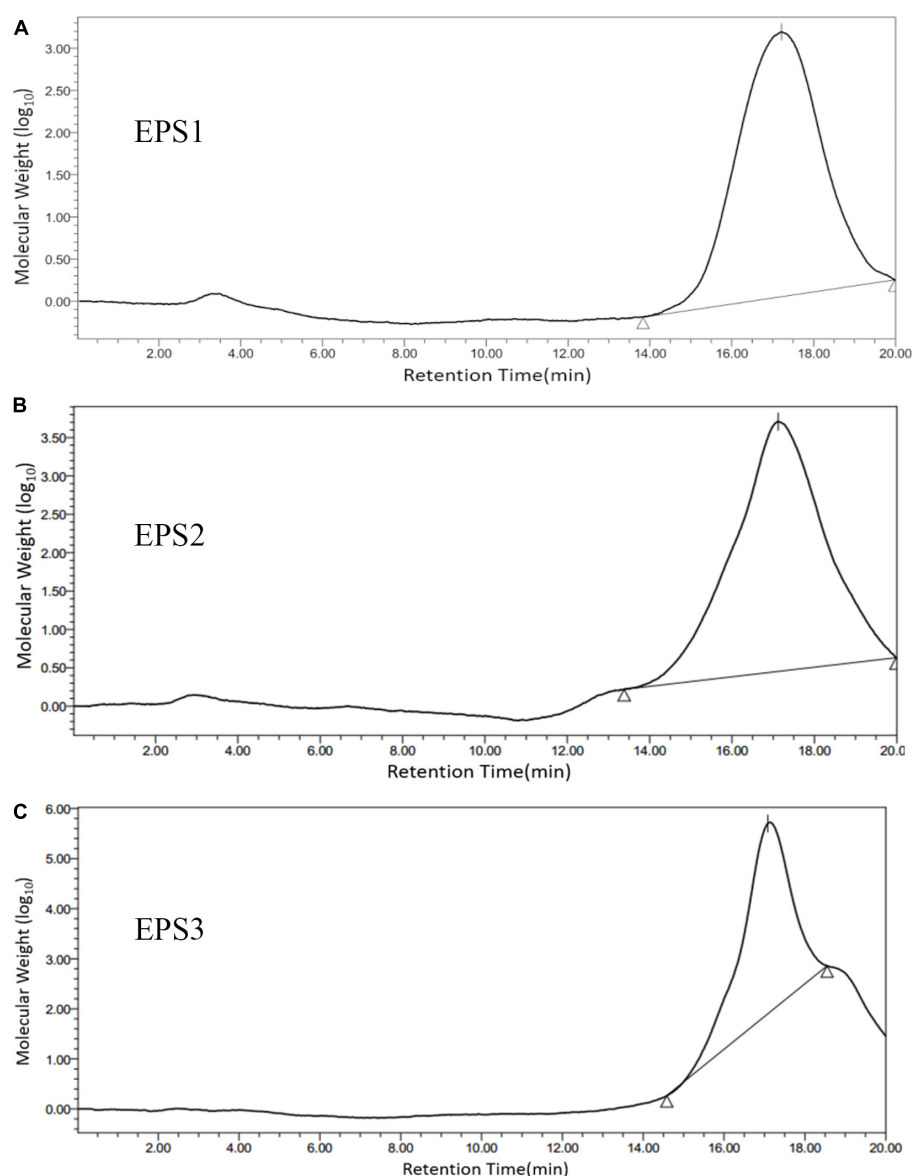 A
Molecular Weight (log10)
3.00
2.50
2.00
1.50
1.00
0.50
0.00
EPS1
2.00 4.00 6.00 8.00 10.00 12.00 14.00 16.00 18.00 20.00
Retention Time(min)
B
Molecular Weight (log10)
3.50
3.00
2.50
2.00
1.50
1.00
0.50
0.00
EPS2
2.00 4.00 6.00 8.00 10.00 12.00 14.00 16.00 18.00 20.0
Retention Time(min)
C
Molecular Weight (log10)
6.00
5.00
4.00
3.00
2.00
1.00
0.00
EPS3
2.00 4.00 6.00 8.00 10.00 12.00 14.00 16.00 18.00 20.00
Retention Time(min)